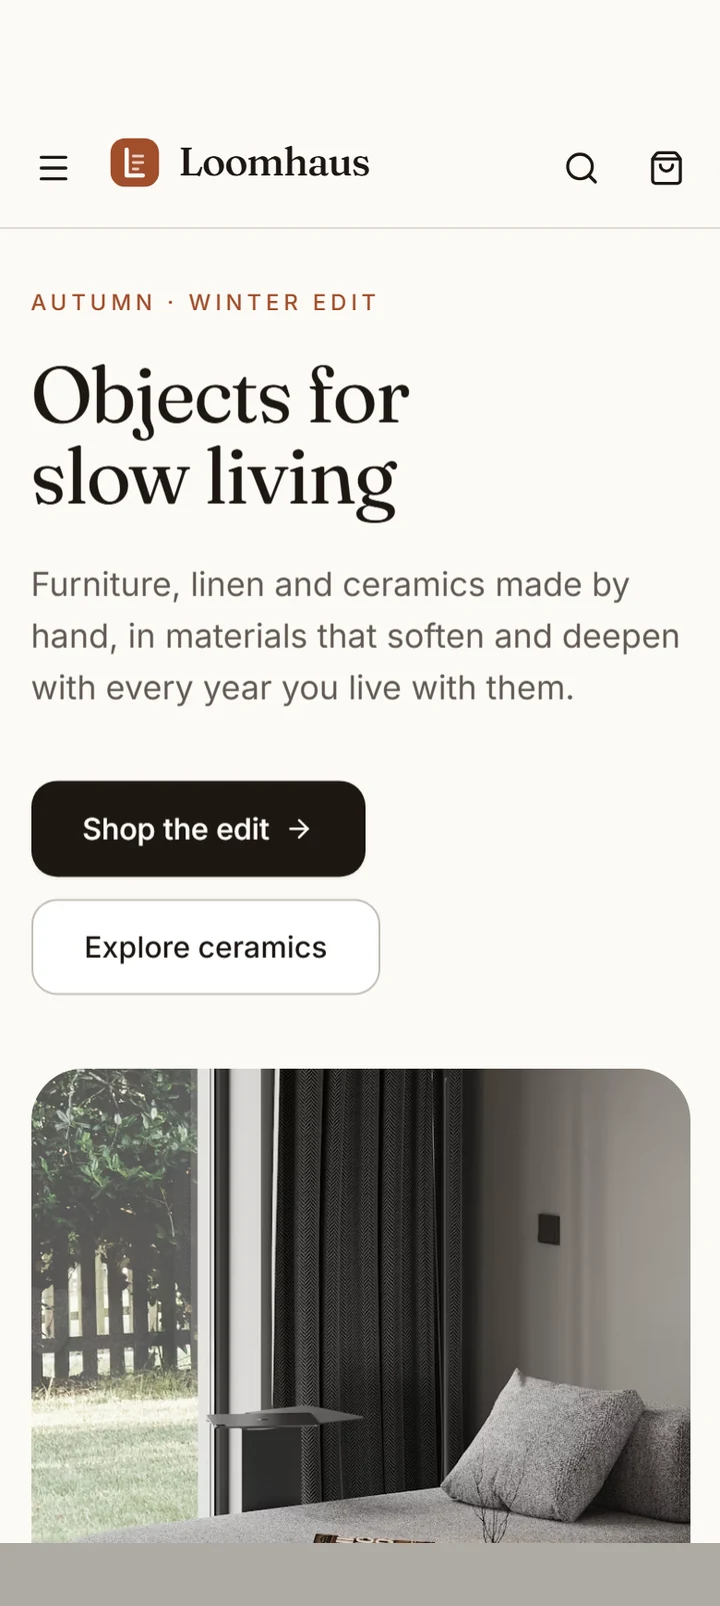 Loomhaus
AUTUMN · WINTER EDIT
Objects for
slow living
Furniture, linen and ceramics made by
hand, in materials that soften and deepen
with every year you live with them.
Shop the edit →
Explore ceramics